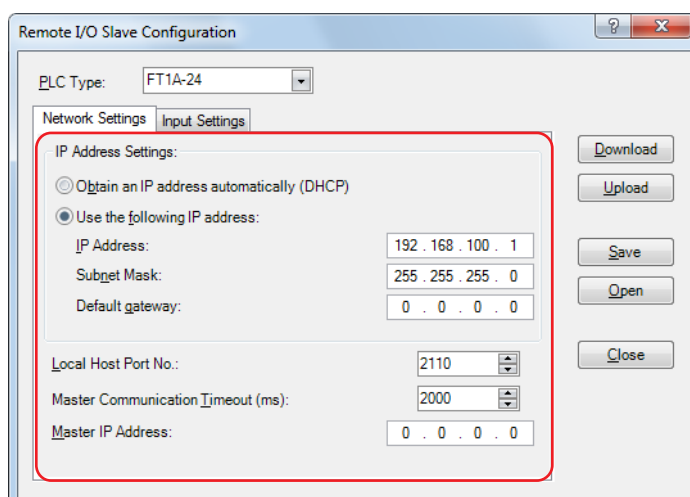 Remote I/O Slave Configuration
?
PLC Type: FT1A-24
Network Settings Input Settings
IP Address Settings:
Obtain an IP address automatically (DHCP)
Use the following IP address:
IP Address: 192 . 168 . 100 . 1
Subnet Mask: 255 . 255 . 255 . 0
Default gateway: 0 . 0 . 0 . 0
Local Host Port No.: 2110
Master Communication Timeout (ms): 2000
Master IP Address: 0 . 0 . 0 . 0
Download
Upload
Save
Open
Close